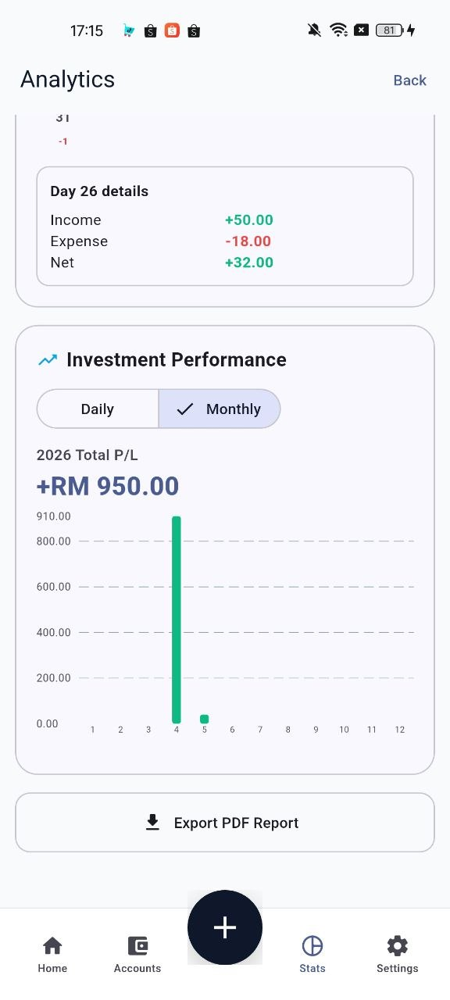 17:15
81
Analytics
Back
31
-1
Day 26 details
Income +50.00
Expense -18.00
Net +32.00
Investment Performance
Daily
Monthly
2026 Total P/L
+RM 950.00
910.00
800.00
600.00
400.00
200.00
0.00
1 2 3 4 5 6 7 8 9 10 11 12
Export PDF Report
Home
Accounts
Stats
Settings